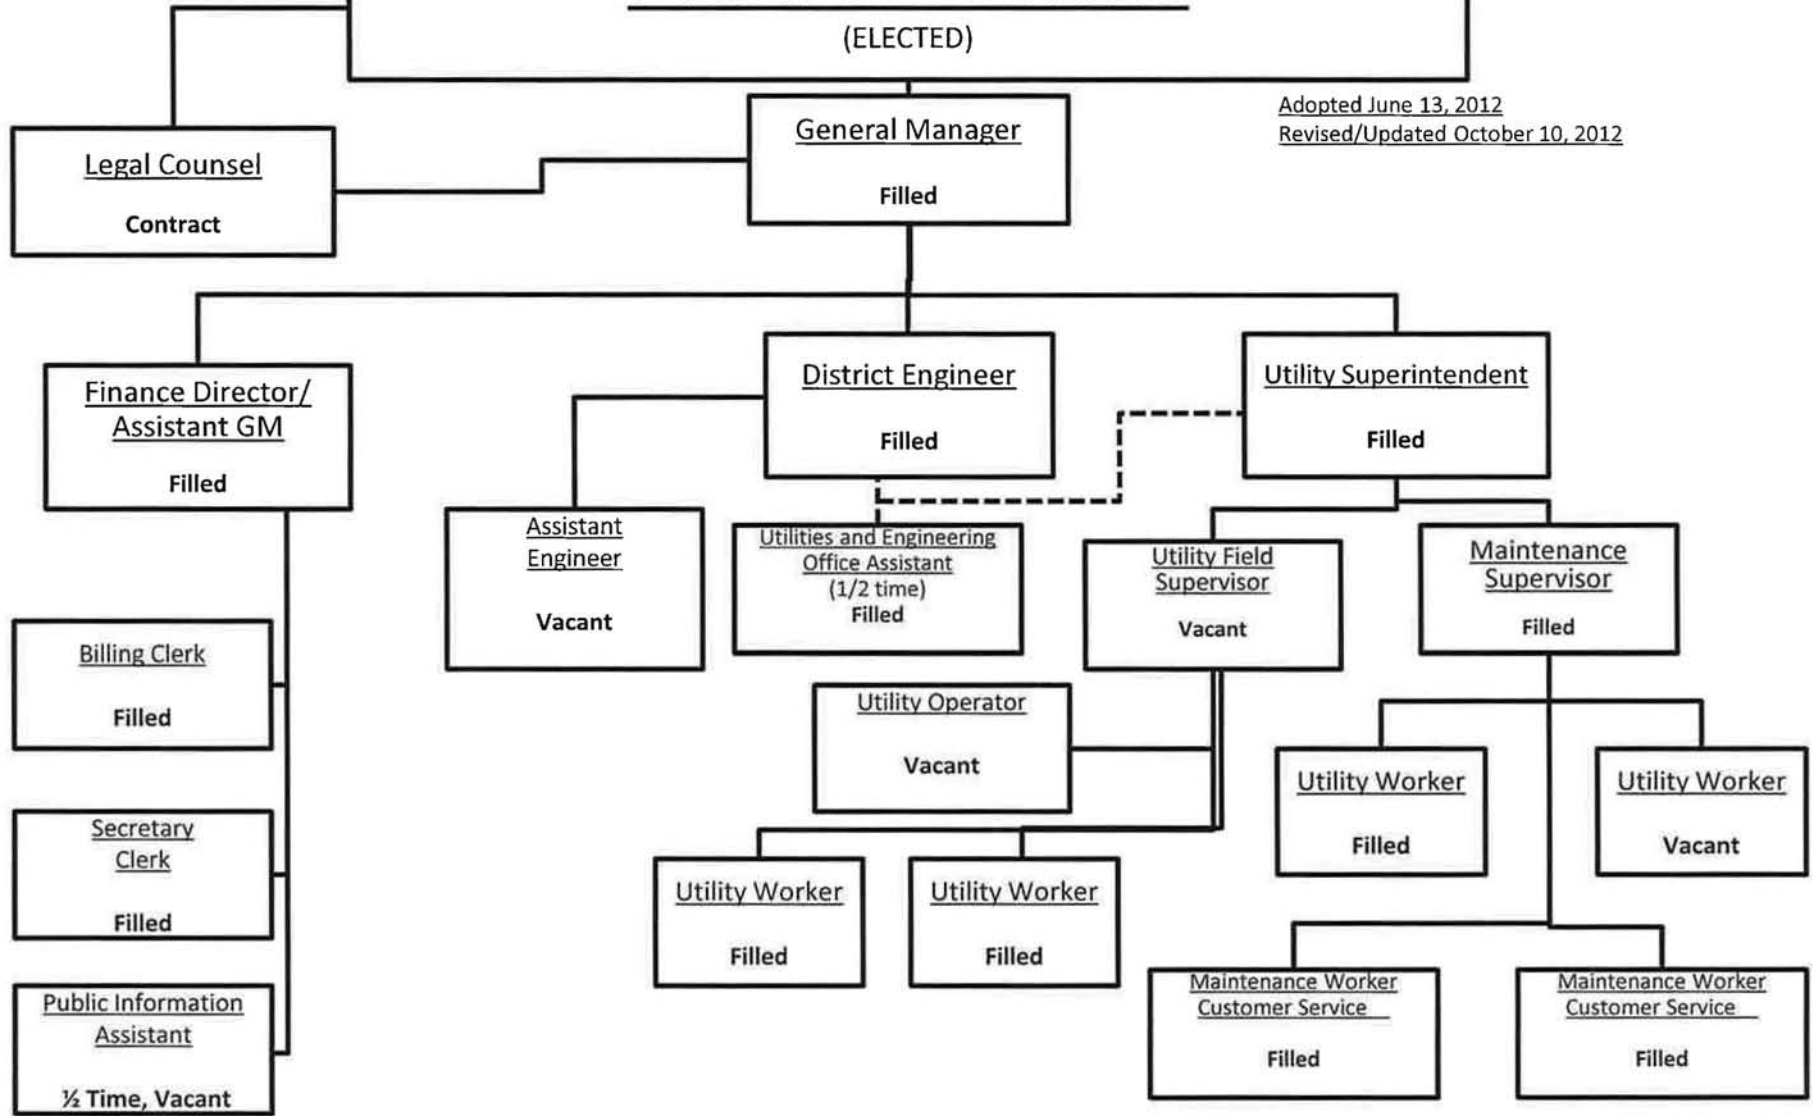 (ELECTED)
Adopted June 13, 2012
Revised/Updated October 10, 2012
General Manager
Filled
Legal Counsel
Contract
Finance Director/
Assistant GM
Filled
District Engineer
Filled
Utility Superintendent
Filled
Assistant
Engineer
Vacant
Utilities and Engineering
Office Assistant
(1/2 time)
Filled
Utility Field
Supervisor
Vacant
Maintenance
Supervisor
Filled
Billing Clerk
Filled
Utility Operator
Vacant
Utility Worker
Filled
Utility Worker
Vacant
Secretary
Clerk
Filled
Utility Worker
Filled
Utility Worker
Filled
Public Information
Assistant
½ Time, Vacant
Maintenance Worker
Customer Service
Filled
Maintenance Worker
Customer Service
Filled